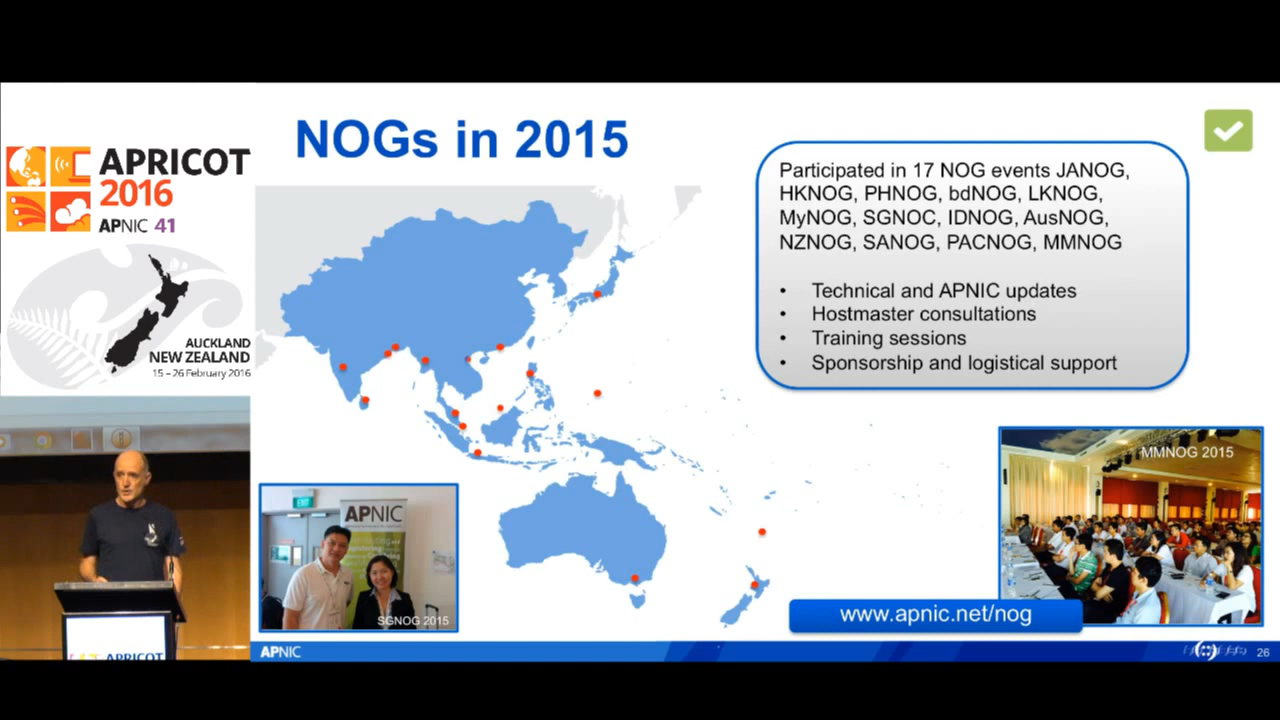 NOGs in 2015
APRICOT
2016
APNIC 41
AUCKLAND
NEW ZEALAND
15 – 26 February 2016
Participated in 17 NOG events JANOG,
HKNOG, PHNOG, bdNOG, LKNOG,
MyNOG, SGNOC, IDNOG, AusNOG,
NZNOG, SANOG, PACNOG, MMNOG
• Technical and APNIC updates
• Hostmaster consultations
• Training sessions
• Sponsorship and logistical support
MMNOG 2015
EXIT
APNIC
SGNOG 2015
www.apnic.net/nog
APRICOT
APNIC
26